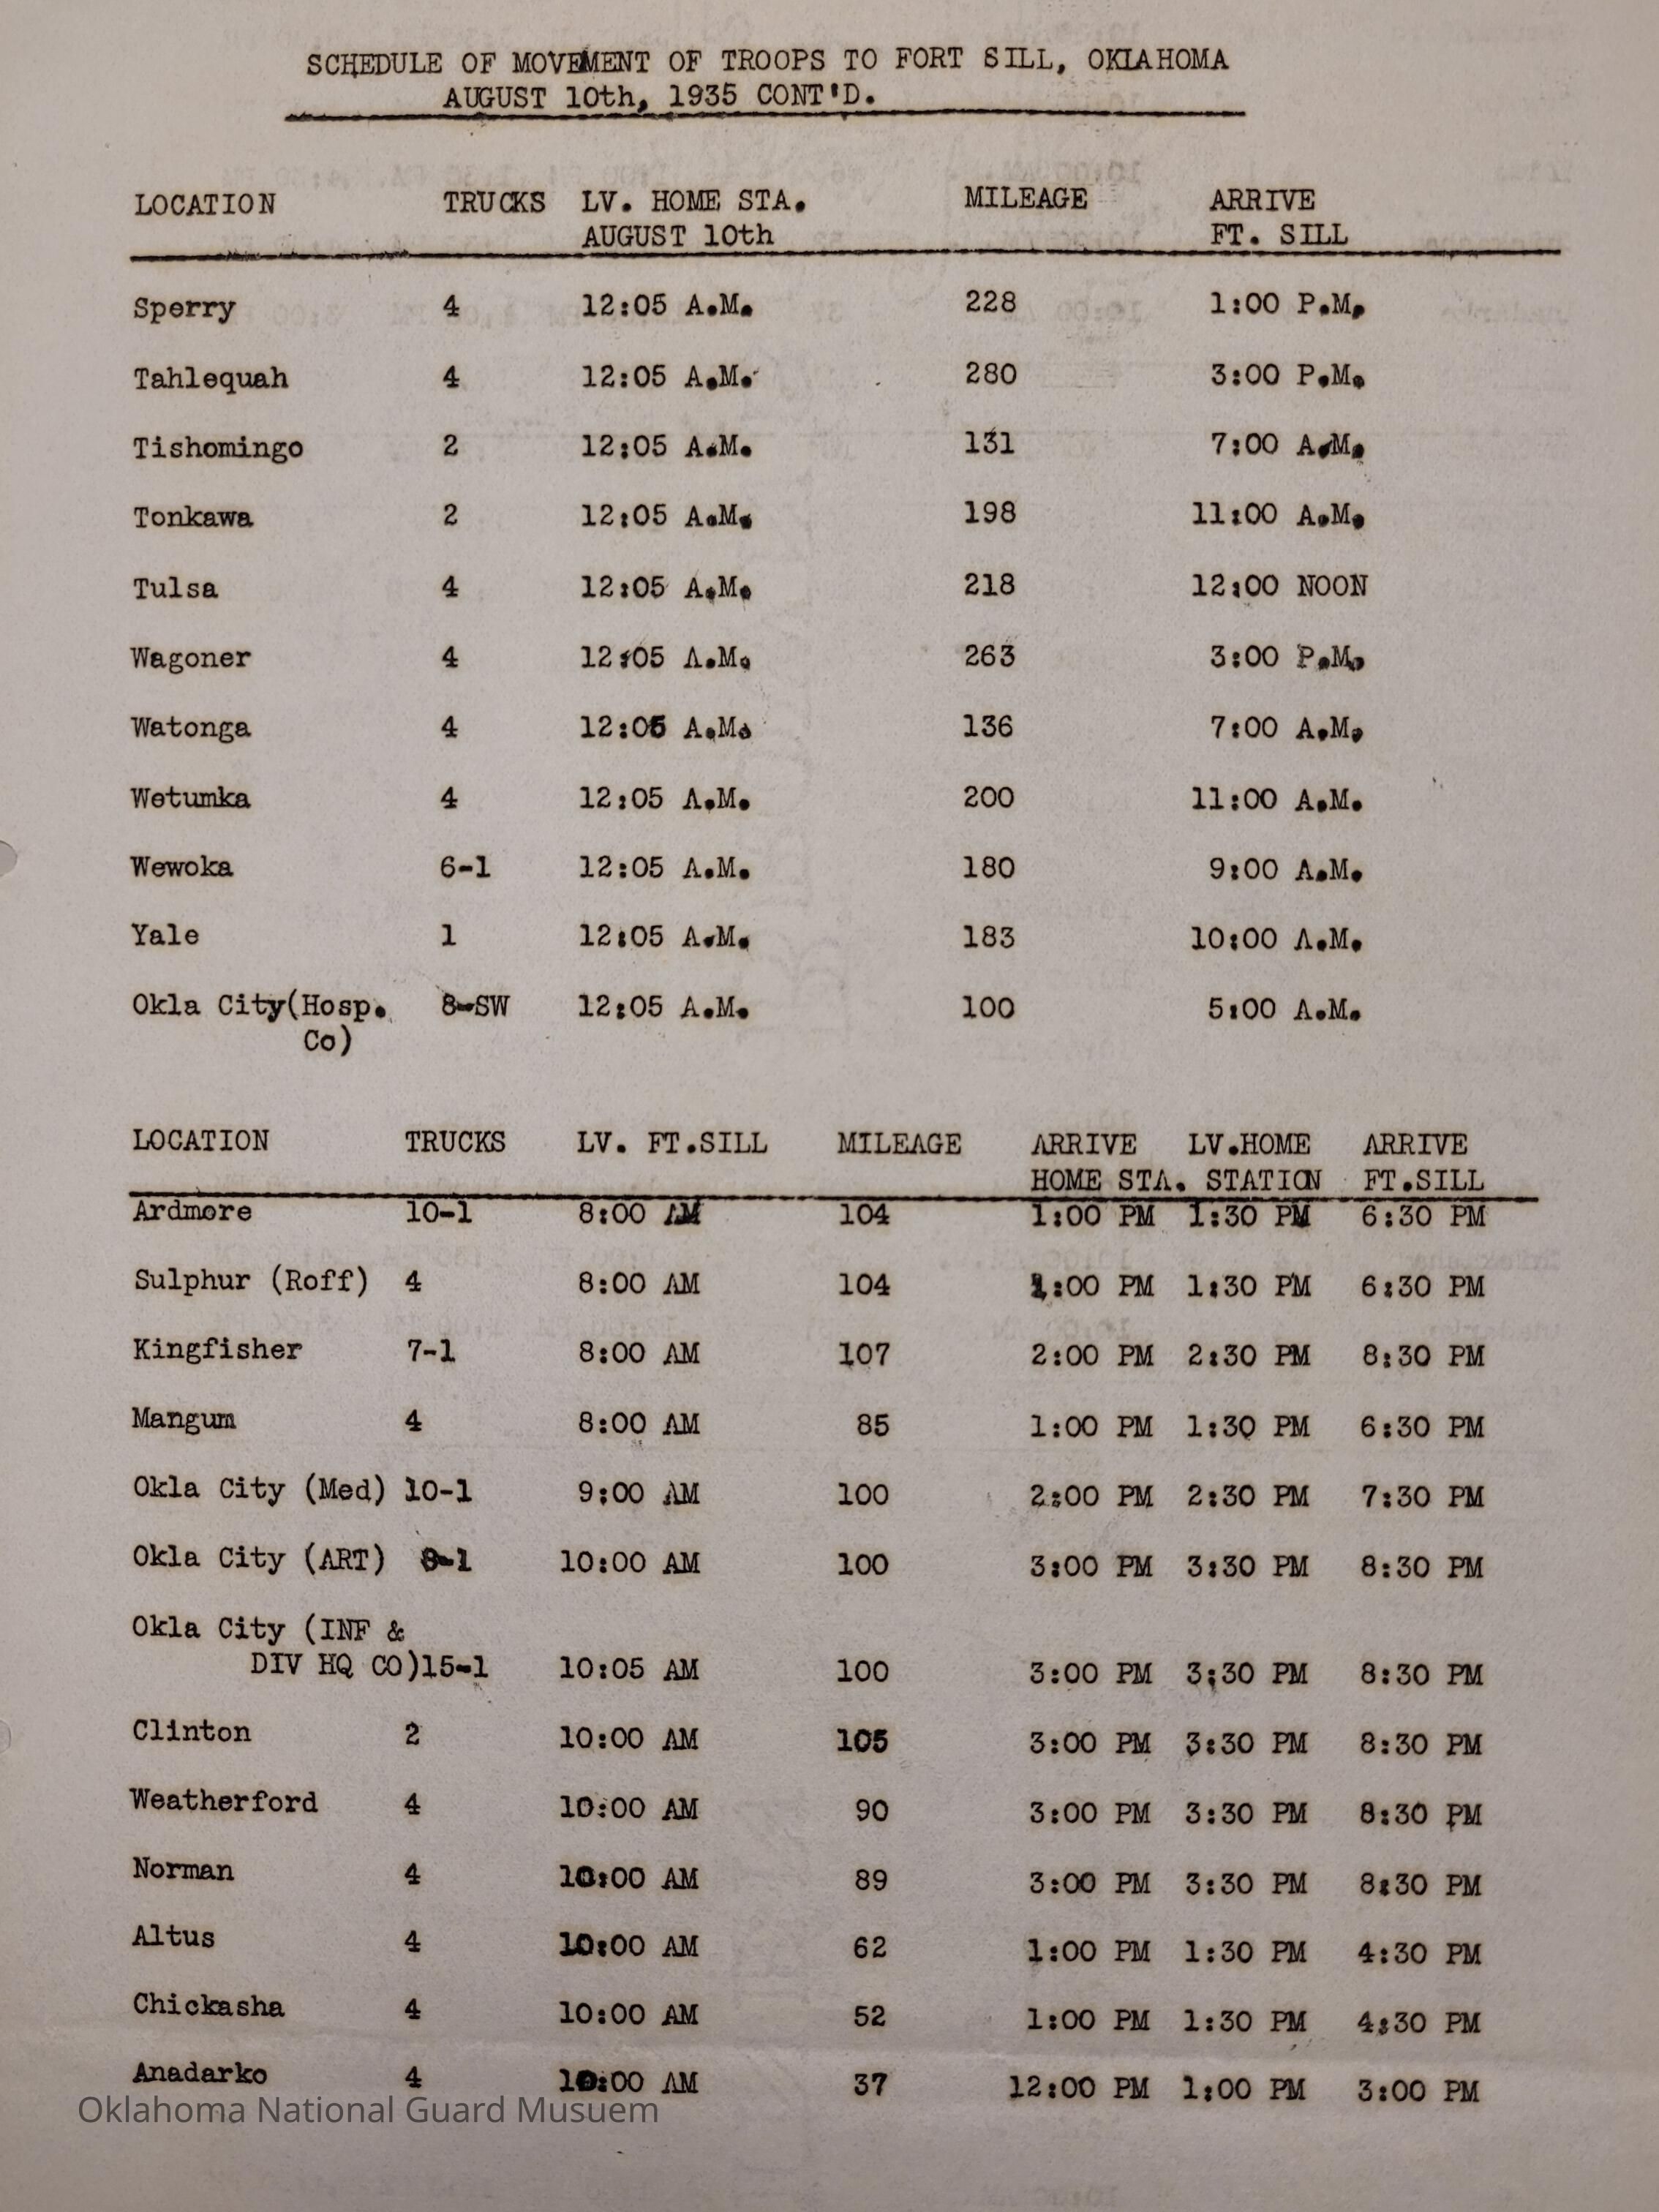 SCHEDULE OF MOVEMENT OF TROOPS TO FORT SILL, OKLAHOMA
AUGUST 10th, 1935 CONT'D.
LOCATION TRUCKS LV. HOME STA. MILEAGE ARRIVE
AUGUST 10th FT. SILL
Sperry 4 12:05 A.M. 228 1:00 P.M.
Tahlequah 4 12:05 A.M. 280 3:00 P.M.
Tishomingo 2 12:05 A.M. 131 7:00 A.M.
Tonkawa 2 12:05 A.M. 198 11:00 A.M.
Tulsa 4 12:05 A.M. 218 12:00 NOON
Wagoner 4 12:05 A.M. 263 3:00 P.M.
Watonga 4 12:05 A.M. 136 7:00 A.M.
Wetumka 4 12:05 A.M. 200 11:00 A.M.
Wewoka 6-1 12:05 A.M. 180 9:00 A.M.
Yale 1 12:05 A.M. 183 10:00 A.M.
Okla City(Hosp. 8-SW 12:05 A.M. 100 5:00 A.M.
Co)
LOCATION TRUCKS LV. FT.SILL MILEAGE ARRIVE LV.HOME ARRIVE
HOME STA. STATION FT.SILL
Ardmore 10-1 8:00 AM 104 1:00 PM 1:30 PM 6:30 PM
Sulphur (Roff) 4 8:00 AM 104 1:00 PM 1:30 PM 6:30 PM
Kingfisher 7-1 8:00 AM 107 2:00 PM 2:30 PM 8:30 PM
Mangum 4 8:00 AM 85 1:00 PM 1:30 PM 6:30 PM
Okla City (Med) 10-1 9:00 AM 100 2:00 PM 2:30 PM 7:30 PM
Okla City (ART) 8-1 10:00 AM 100 3:00 PM 3:30 PM 8:30 PM
Okla City (INF &
DIV HQ CO)15-1 10:05 AM 100 3:00 PM 3:30 PM 8:30 PM
Clinton 2 10:00 AM 105 3:00 PM 3:30 PM 8:30 PM
Weatherford 4 10:00 AM 90 3:00 PM 3:30 PM 8:30 PM
Norman 4 10:00 AM 89 3:00 PM 3:30 PM 8:30 PM
Altus 4 10:00 AM 62 1:00 PM 1:30 PM 4:30 PM
Chickasha 4 10:00 AM 52 1:00 PM 1:30 PM 4:30 PM
Anadarko 4 10:00 AM 37 12:00 PM 1:00 PM 3:00 PM
Oklahoma National Guard Musuem